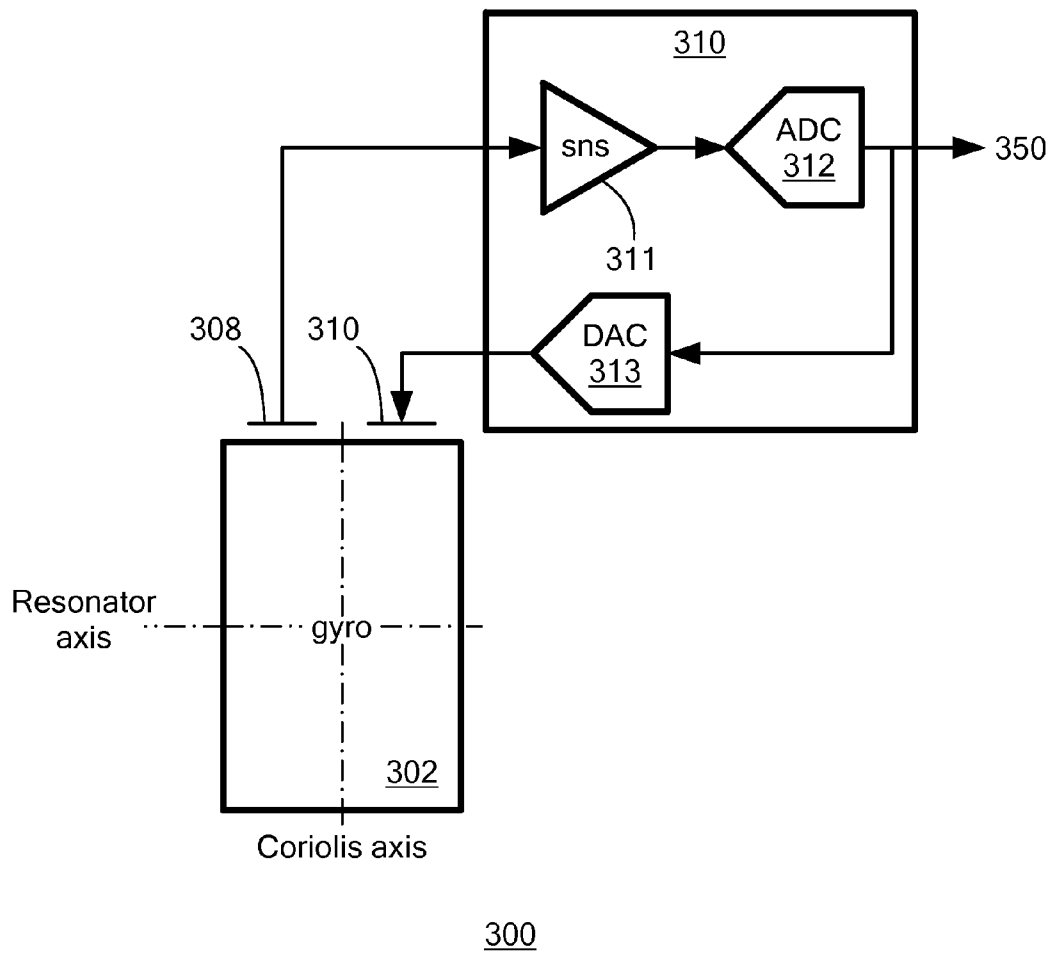 310
sns
ADC
312
350
311
308
310
DAC
313
Resonator
axis
gyro
302
Coriolis axis
300